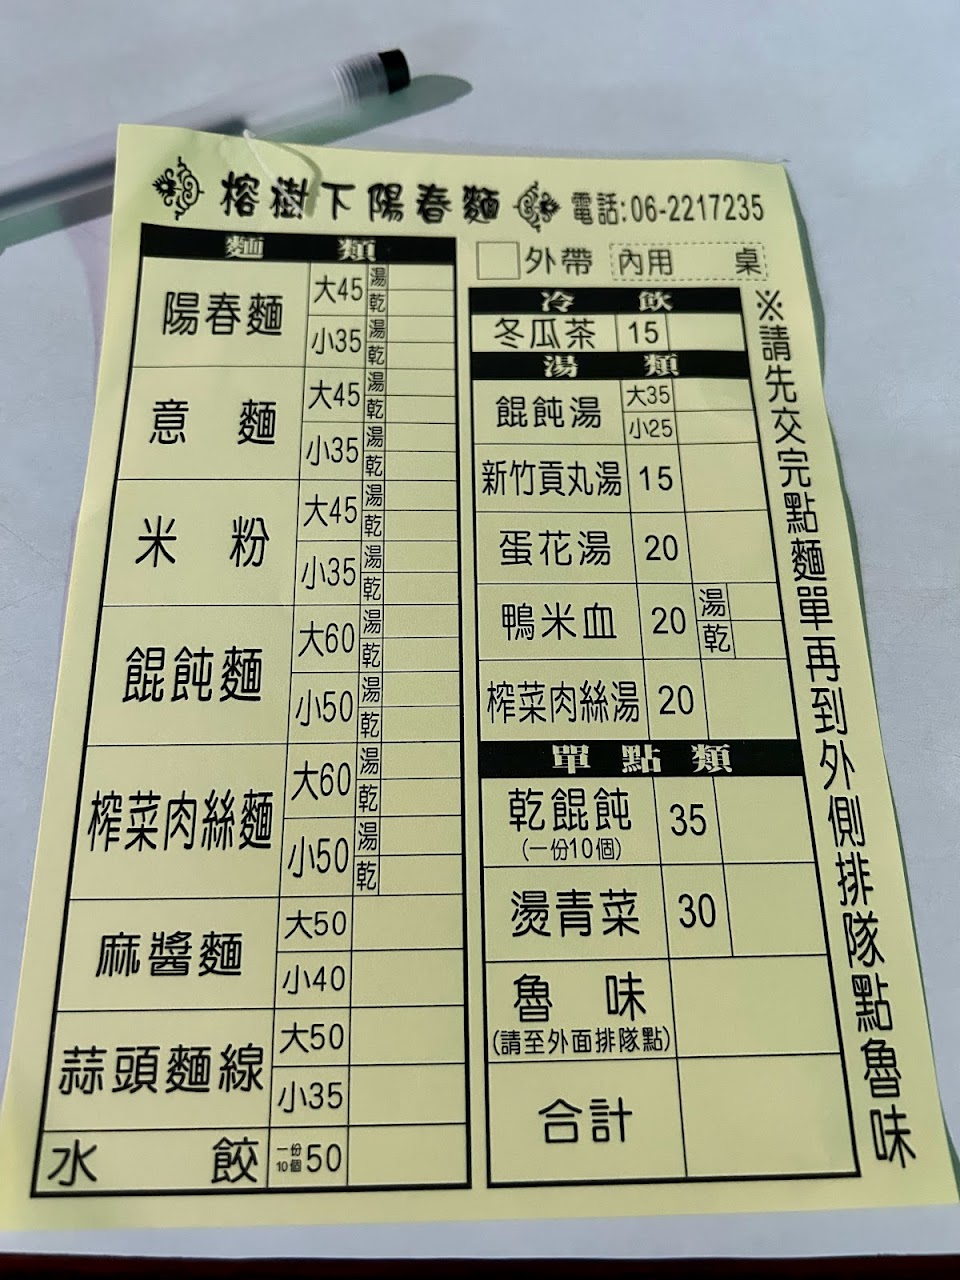 榕樹下陽春麵 電話:06-2217235
麵類
陽春麵 大45 湯
乾
小35 湯
乾
意麵 大45 湯
乾
小35 湯
乾
米粉 大45 湯
乾
小35 湯
乾
餛飩麵 大60 湯
乾
小50 湯
乾
榨菜肉絲麵 大60 湯
乾
小50 湯
乾
麻醬麵 大50
小40
蒜頭麵線 大50
小35
水餃 一份10個 50
外帶 內用 桌
冷飲
冬瓜茶 15
湯類
餛飩湯 大35
小25
新竹貢丸湯 15
蛋花湯 20
鴨米血 20 湯
乾
榨菜肉絲湯 20
單點類
乾餛飩 35
(一份10個)
燙青菜 30
魯味
(請至外面排隊點)
合計
※請先交完點麵單再到外側排隊點魯味